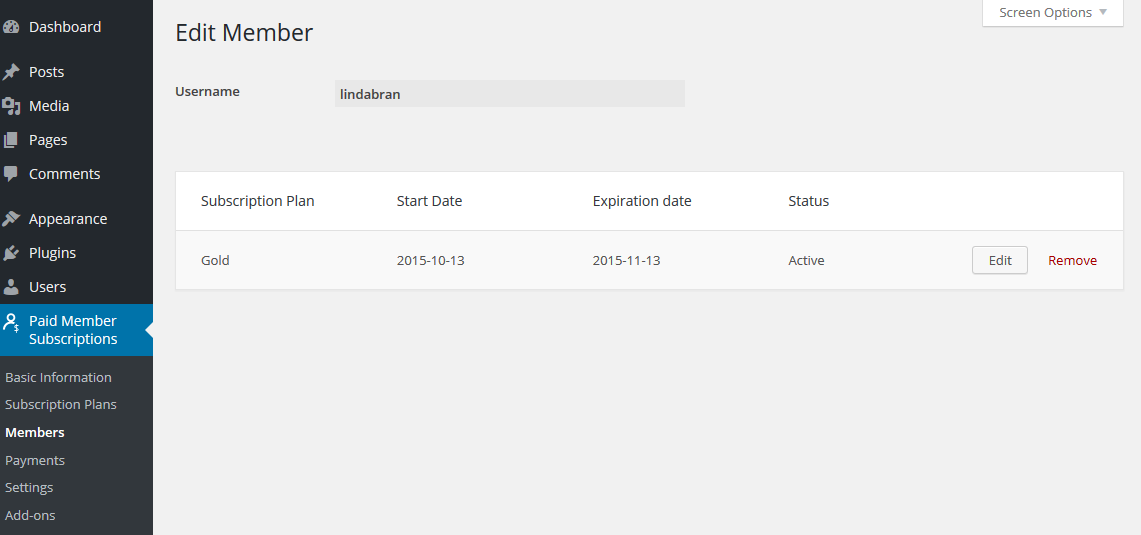 Dashboard
Posts
Media
Pages
Comments
Appearance
Plugins
Users
Paid Member
Subscriptions
Basic Information
Subscription Plans
Members
Payments
Settings
Add-ons
Screen Options
Edit Member
Username lindabran
Subscription Plan Start Date Expiration date Status
Gold 2015-10-13 2015-11-13 Active Edit Remove